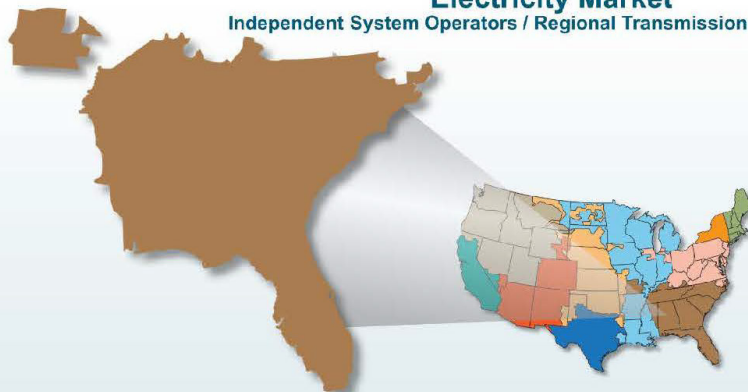 Electricity Market
Independent System Operators / Regional Transmission